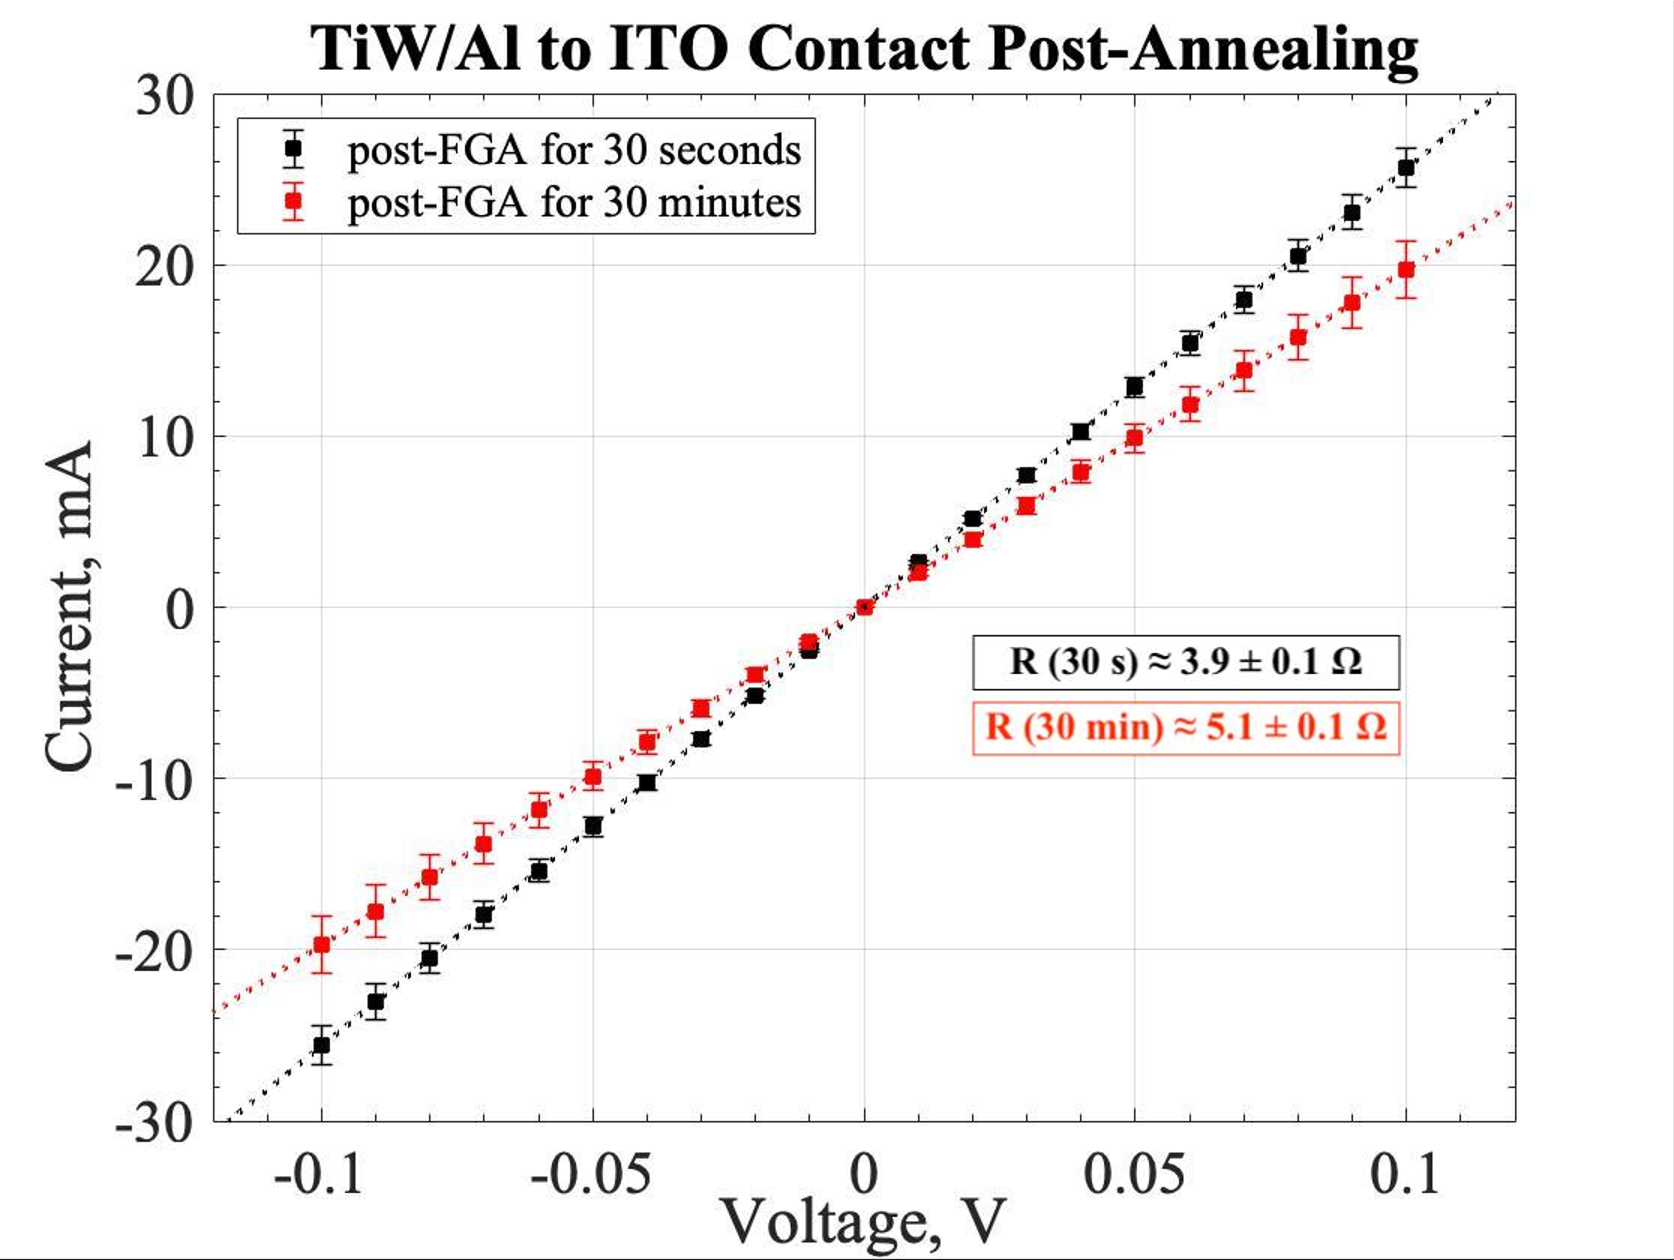 TiW/Al to ITO Contact Post-Annealing
30
post-FGA for 30 seconds
post-FGA for 30 minutes
20
10
0
R (30 s) ≈ 3.9 ± 0.1 Ω
R (30 min) ≈ 5.1 ± 0.1 Ω
-10
-20
-30
Current, mA
-0.1 -0.05 0 0.05 0.1
Voltage, V